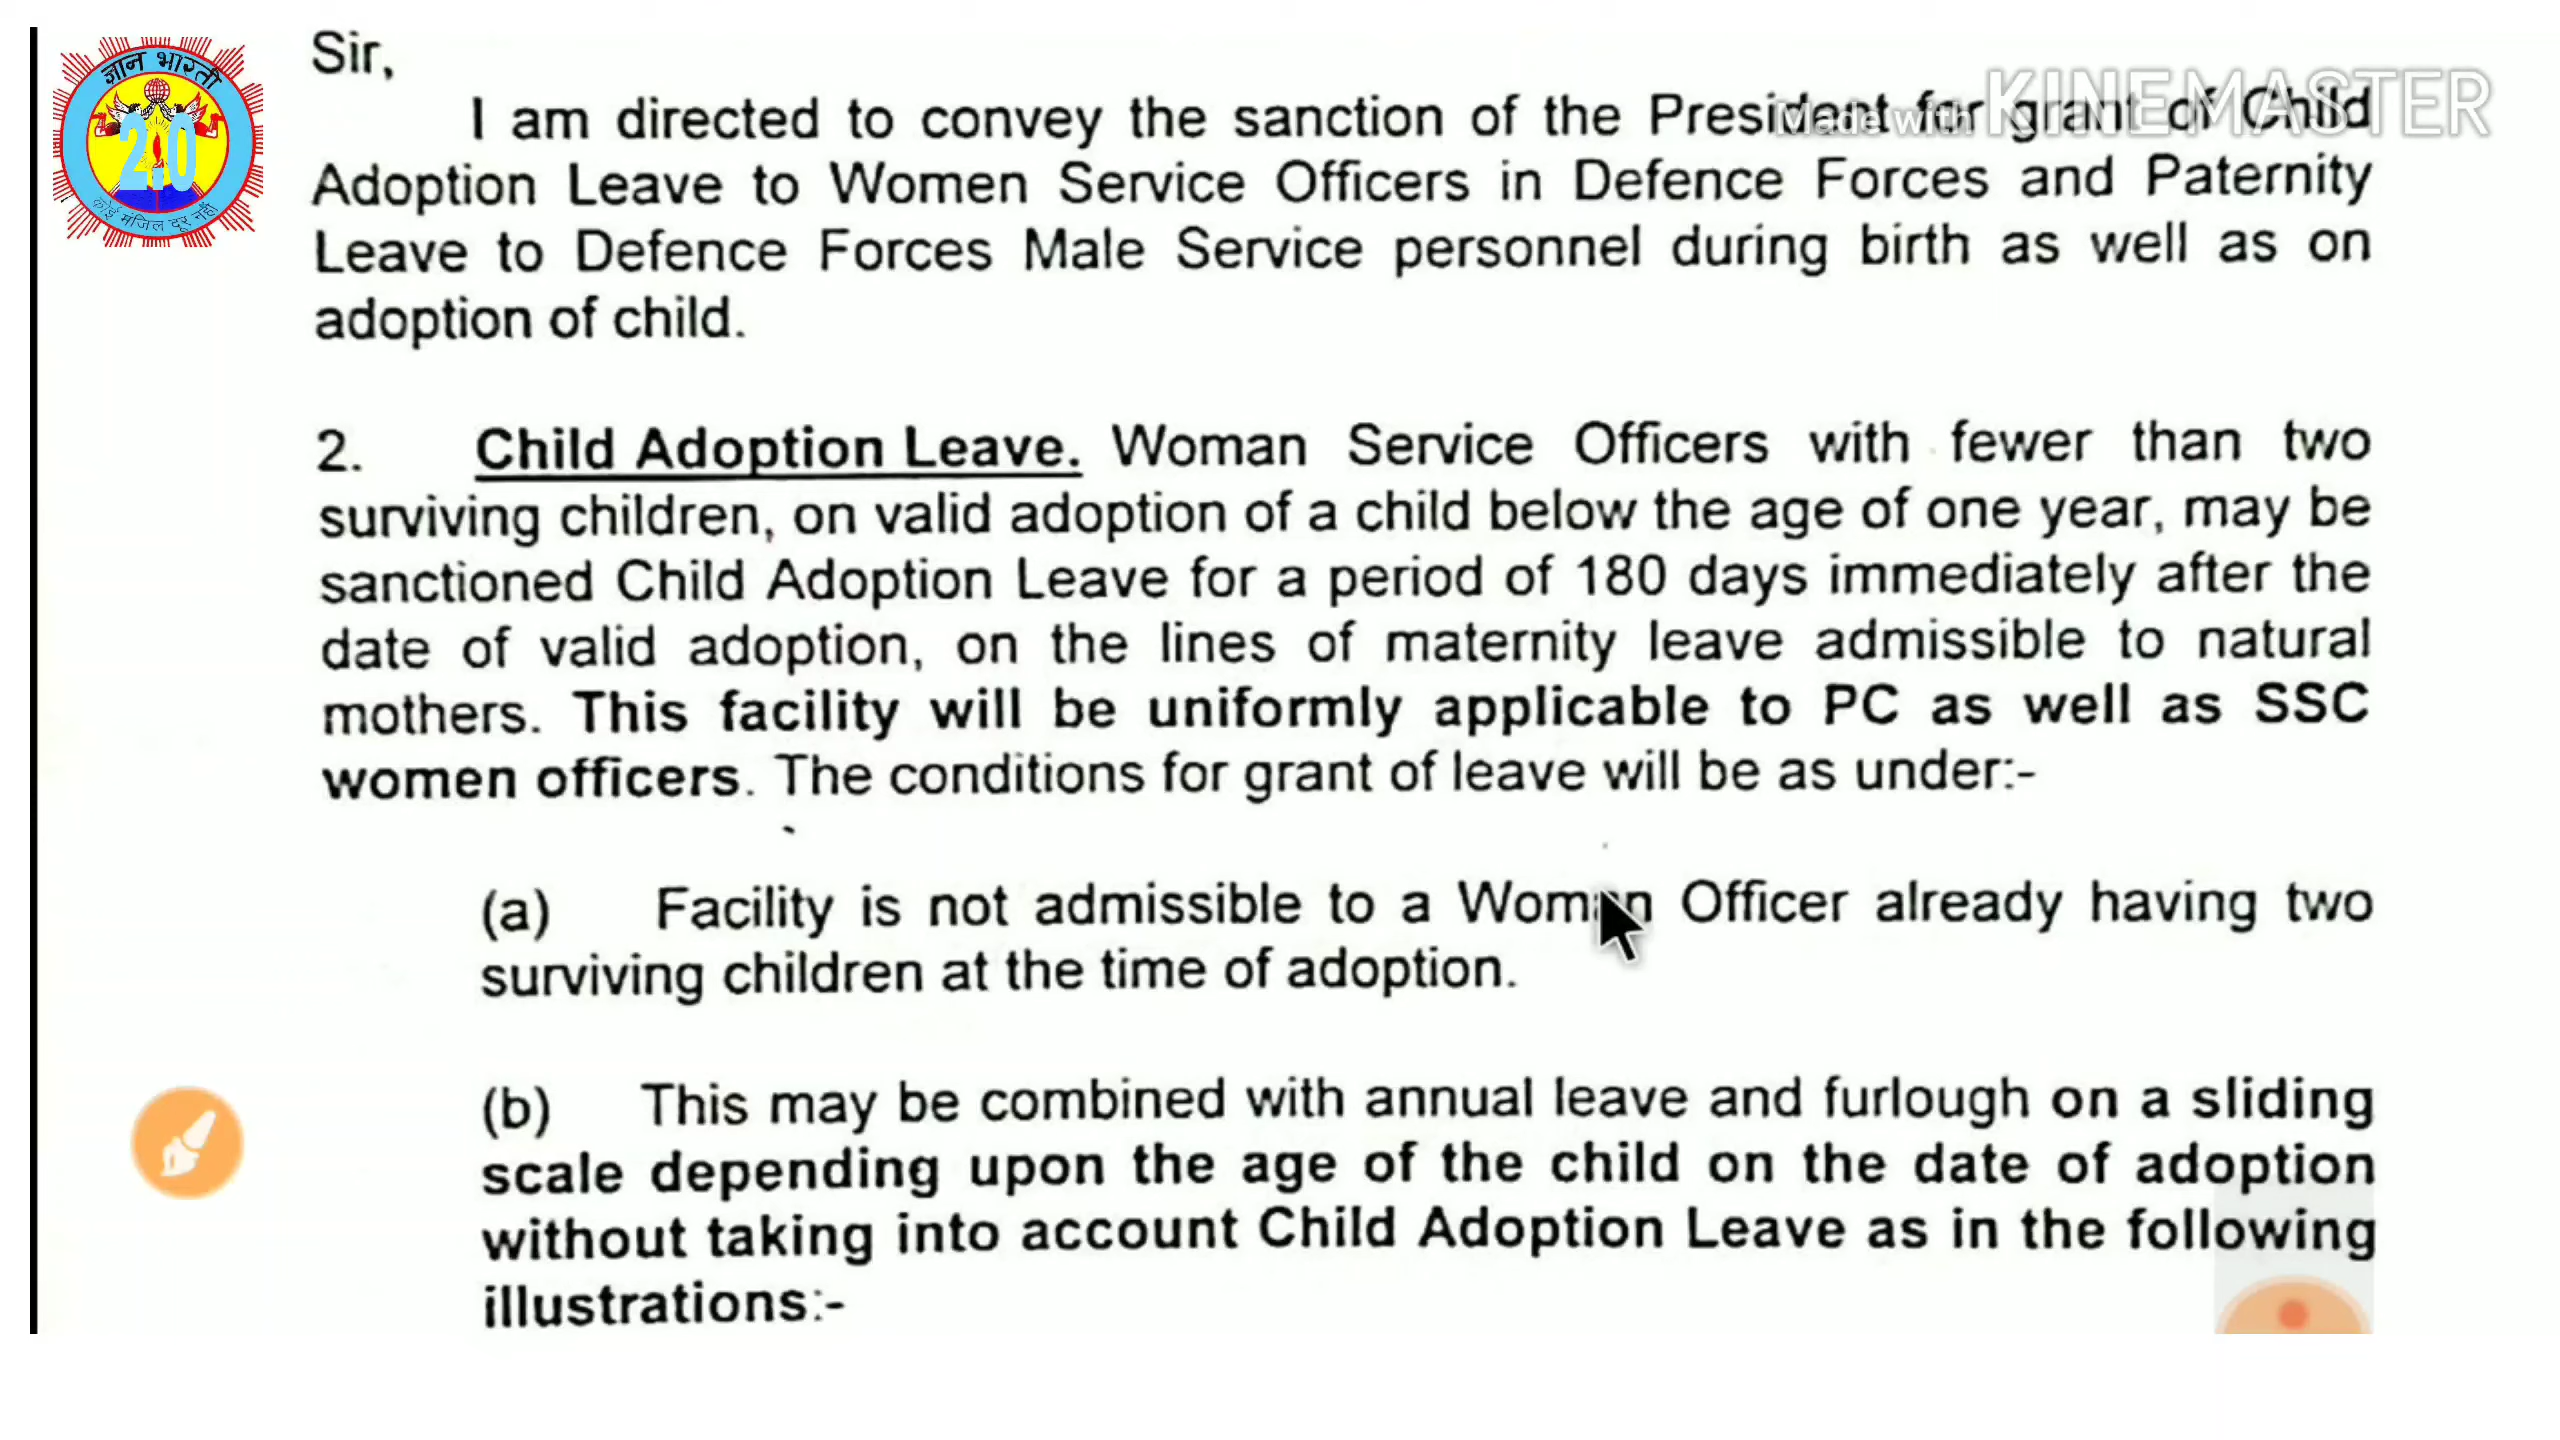 ज्ञान भारती
2.0
कोई मंजिल दूर नहीं
Made with KINEMASTER
Sir,
I am directed to convey the sanction of the President for grant of Child
Adoption Leave to Women Service Officers in Defence Forces and Paternity
Leave to Defence Forces Male Service personnel during birth as well as on
adoption of child.
2. Child Adoption Leave. Woman Service Officers with fewer than two
surviving children, on valid adoption of a child below the age of one year, may be
sanctioned Child Adoption Leave for a period of 180 days immediately after the
date of valid adoption, on the lines of maternity leave admissible to natural
mothers. This facility will be uniformly applicable to PC as well as SSC
women officers. The conditions for grant of leave will be as under:-
(a) Facility is not admissible to a Woman Officer already having two
surviving children at the time of adoption.
(b) This may be combined with annual leave and furlough on a sliding
scale depending upon the age of the child on the date of adoption
without taking into account Child Adoption Leave as in the following
illustrations:-